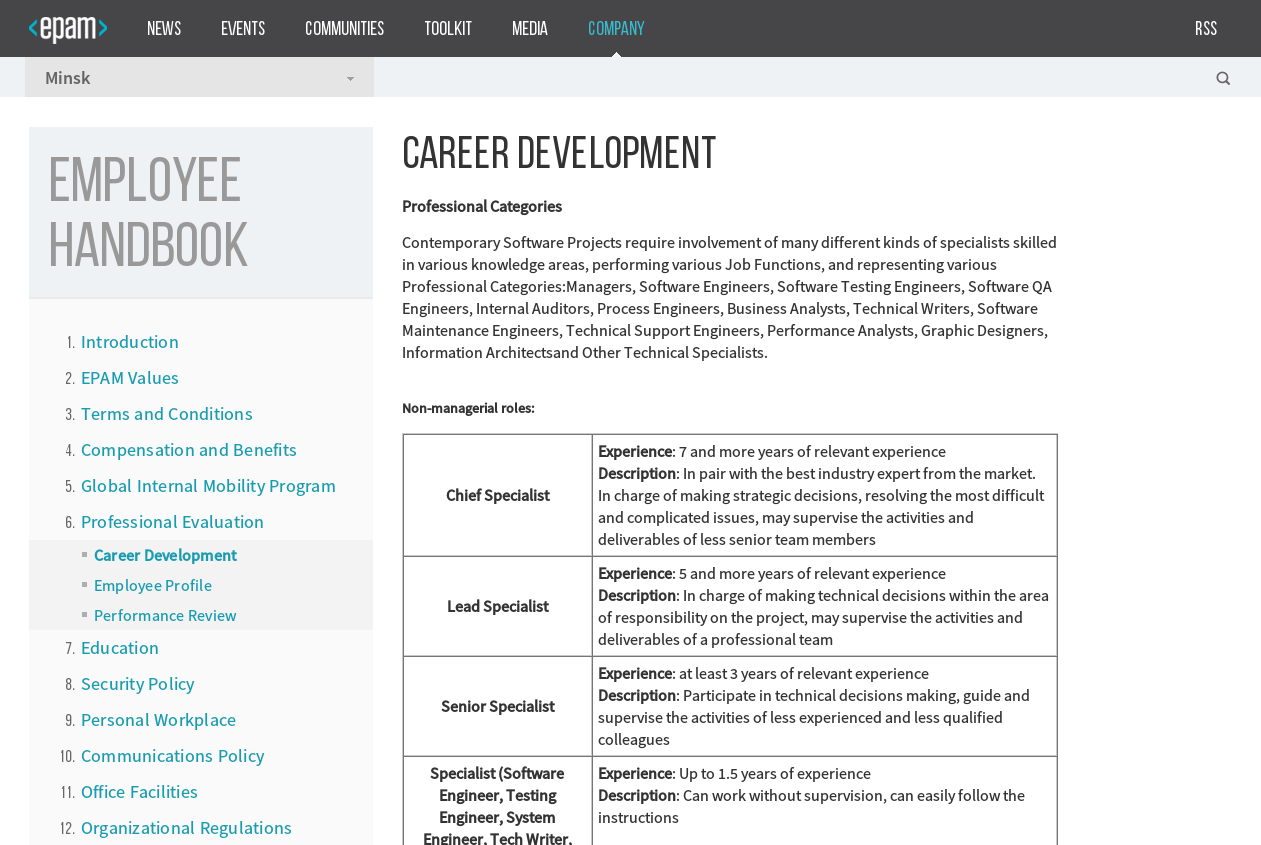 <epam> NEWS EVENTS COMMUNITIES TOOLKIT MEDIA COMPANY RSS
Minsk
EMPLOYEE
HANDBOOK
1. Introduction
2. EPAM Values
3. Terms and Conditions
4. Compensation and Benefits
5. Global Internal Mobility Program
6. Professional Evaluation
Career Development
Employee Profile
Performance Review
7. Education
8. Security Policy
9. Personal Workplace
10. Communications Policy
11. Office Facilities
12. Organizational Regulations
CAREER DEVELOPMENT
Professional Categories
Contemporary Software Projects require involvement of many different kinds of specialists skilled
in various knowledge areas, performing various Job Functions, and representing various
Professional Categories:Managers, Software Engineers, Software Testing Engineers, Software QA
Engineers, Internal Auditors, Process Engineers, Business Analysts, Technical Writers, Software
Maintenance Engineers, Technical Support Engineers, Performance Analysts, Graphic Designers,
Information Architectsand Other Technical Specialists.
Non-managerial roles:
Chief Specialist
Experience: 7 and more years of relevant experience
Description: In pair with the best industry expert from the market.
In charge of making strategic decisions, resolving the most difficult
and complicated issues, may supervise the activities and
deliverables of less senior team members
Lead Specialist
Experience: 5 and more years of relevant experience
Description: In charge of making technical decisions within the area
of responsibility on the project, may supervise the activities and
deliverables of a professional team
Senior Specialist
Experience: at least 3 years of relevant experience
Description: Participate in technical decisions making, guide and
supervise the activities of less experienced and less qualified
colleagues
Specialist (Software
Engineer, Testing
Engineer, System
Engineer, Tech Writer,
Experience: Up to 1.5 years of experience
Description: Can work without supervision, can easily follow the
instructions